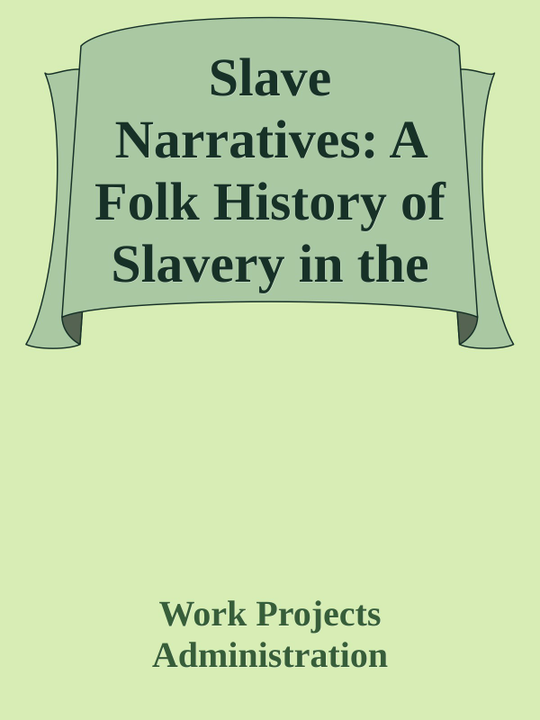 Slave
Narratives: A
Folk History of
Slavery in the
Work Projects
Administration